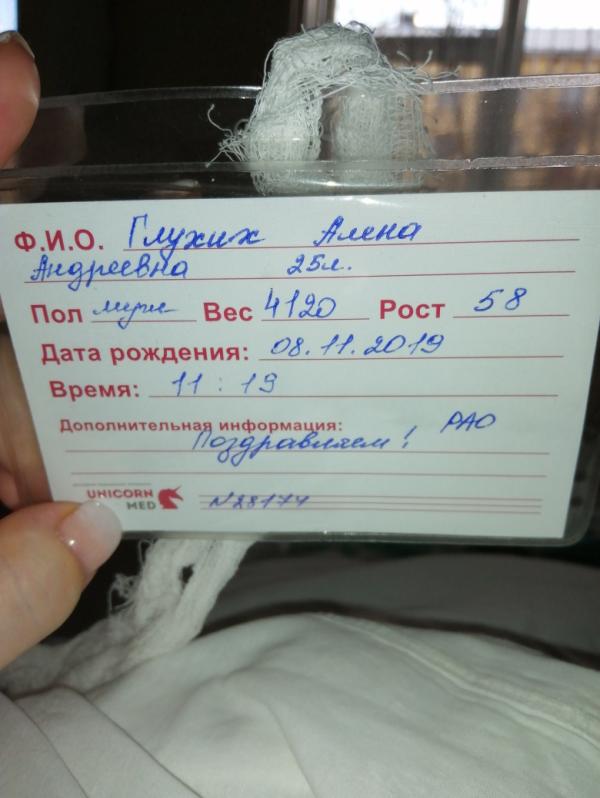 Ф.И.О. Глухих Алена
Андреевна 25л.
Пол муж Вес 4120 Рост 58
Дата рождения: 08.11.2019
Время: 11:19
Дополнительная информация: РАО
Поздравляем!
UNICORN
MED
N28174